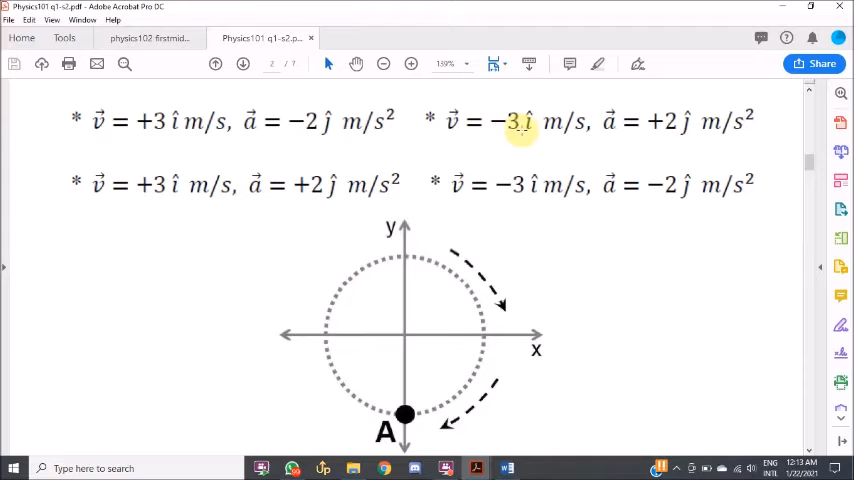 Physics101 q1-s2.pdf - Adobe Acrobat Pro DC
File Edit View Window Help
Home Tools physics102 firstmid... Physics101 q1-s2.p... ×
2 / 7 139% Share
* v⃗ = +3 î m/s, a⃗ = −2 ĵ m/s² * v⃗ = −3 î m/s, a⃗ = +2 ĵ m/s²
* v⃗ = +3 î m/s, a⃗ = +2 ĵ m/s² * v⃗ = −3 î m/s, a⃗ = −2 ĵ m/s²
y
x
A
Type here to search
ENG 12:13 AM
INTL 1/22/2021